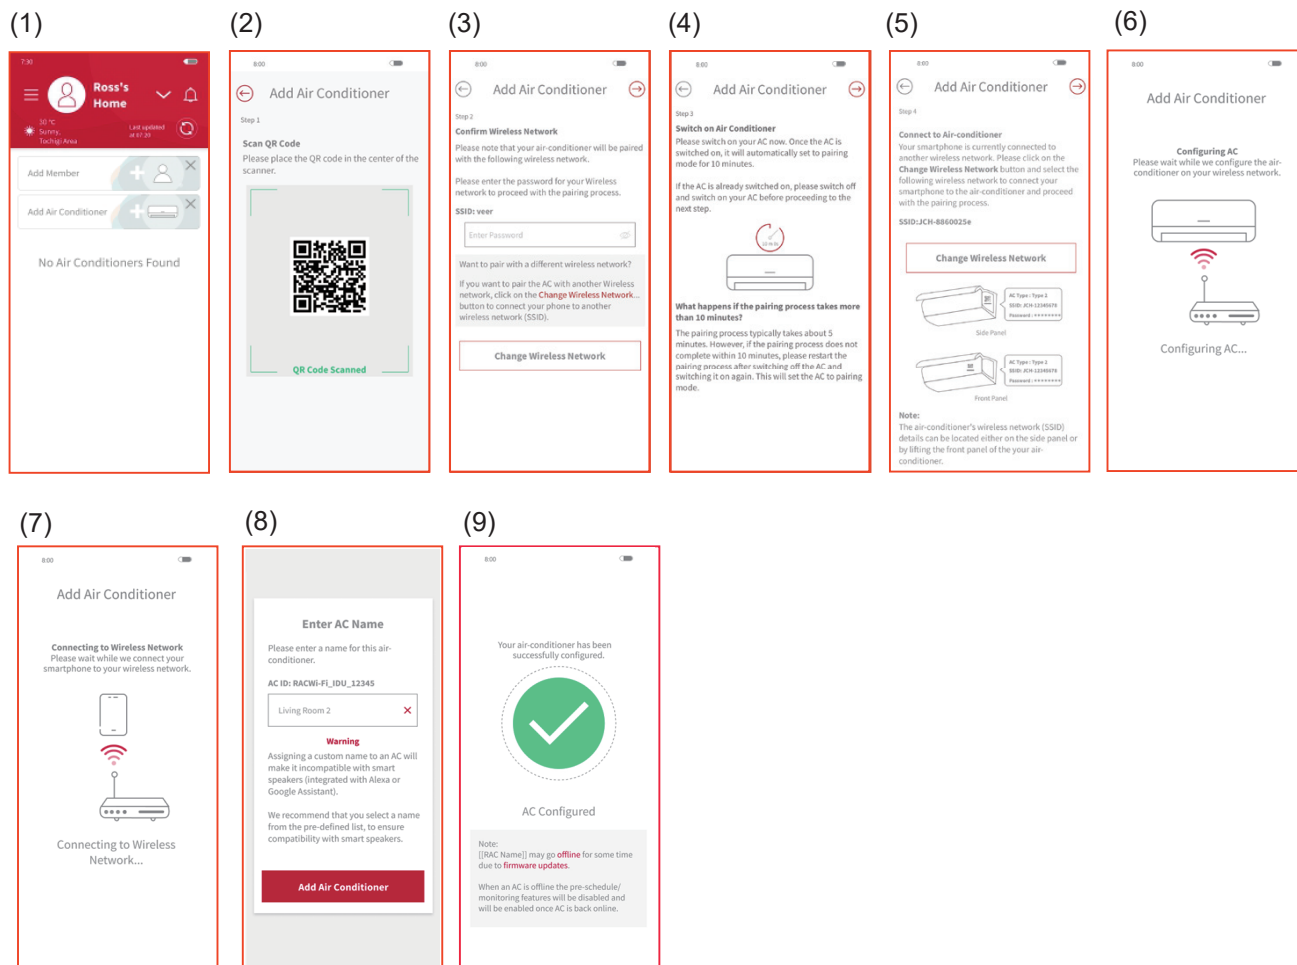 (1)
7:30
Ross's
Home
30 °C
Sunny,
Tochigi Area
Last updated
at 07:20
Add Member
Add Air Conditioner
No Air Conditioners Found
(2)
8:00
Add Air Conditioner
Step 1
Scan QR Code
Please place the QR code in the center of the
scanner.
QR Code Scanned
(3)
8:00
Add Air Conditioner
Step 2
Confirm Wireless Network
Please note that your air-conditioner will be paired
with the following wireless network.
Please enter the password for your Wireless
network to proceed with the pairing process.
SSID: veer
Enter Password
Want to pair with a different wireless network?
If you want to pair the AC with another Wireless
network, click on the Change Wireless Network...
button to connect your phone to another
wireless network (SSID).
Change Wireless Network
(4)
8:00
Add Air Conditioner
Step 3
Switch on Air Conditioner
Please switch on your AC now. Once the AC is
switched on, it will automatically set to pairing
mode for 10 minutes.
If the AC is already switched on, please switch off
and switch on your AC before proceeding to the
next step.
What happens if the pairing process takes more
than 10 minutes?
The pairing process typically takes about 5
minutes. However, if the pairing process does not
complete within 10 minutes, please restart the
pairing process after switching off the AC and
switching it on again. This will set the AC to pairing
mode.
(5)
8:00
Add Air Conditioner
Step 4
Connect to Air-conditioner
Your smartphone is currently connected to
another wireless network. Please click on the
Change Wireless Network button and select the
following wireless network to connect your
smartphone to the air-conditioner and proceed
with the pairing process.
SSID:JCH-8860025e
Change Wireless Network
AC Type : Type 2
SSID: JCH-12345678
Password : ********
Side Panel
AC Type : Type 2
SSID: JCH-12345678
Password : ********
Front Panel
Note:
The air-conditioner's wireless network (SSID)
details can be located either on the side panel or
by lifting the front panel of the your air-
conditioner.
(6)
8:00
Add Air Conditioner
Configuring AC
Please wait while we configure the air-
conditioner on your wireless network.
Configuring AC...
(7)
8:00
Add Air Conditioner
Connecting to Wireless Network
Please wait while we connect your
smartphone to your wireless network.
Connecting to Wireless
Network...
(8)
Enter AC Name
Please enter a name for this air-
conditioner.
AC ID: RACWi-Fi_IDU_12345
Living Room 2
Warning
Assigning a custom name to an AC will
make it incompatible with smart
speakers (integrated with Alexa or
Google Assistant).
We recommend that you select a name
from the pre-defined list, to ensure
compatibility with smart speakers.
Add Air Conditioner
(9)
8:00
Your air-conditioner has been
successfully configured.
AC Configured
Note:
[[RAC Name]] may go offline for some time
due to firmware updates.
When an AC is offline the pre-schedule/
monitoring features will be disabled and
will be enabled once AC is back online.